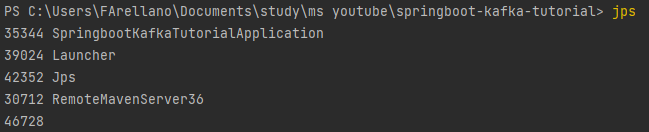 PS C:\Users\FArellano\Documents\study\ms youtube\springboot-kafka-tutorial> jps
35344 SpringbootKafkaTutorialApplication
39024 Launcher
42352 Jps
30712 RemoteMavenServer36
46728